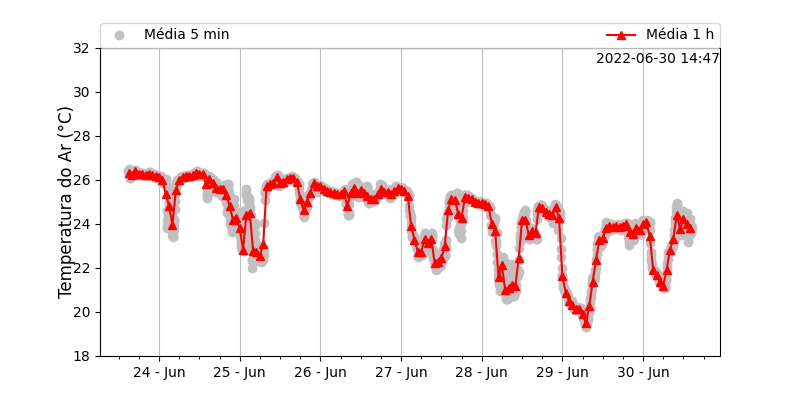 Média 5 min
Média 1 h
2022-06-30 14:47
Temperatura do Ar (°C)
32
30
28
26
24
22
20
18
24 - Jun
25 - Jun
26 - Jun
27 - Jun
28 - Jun
29 - Jun
30 - Jun